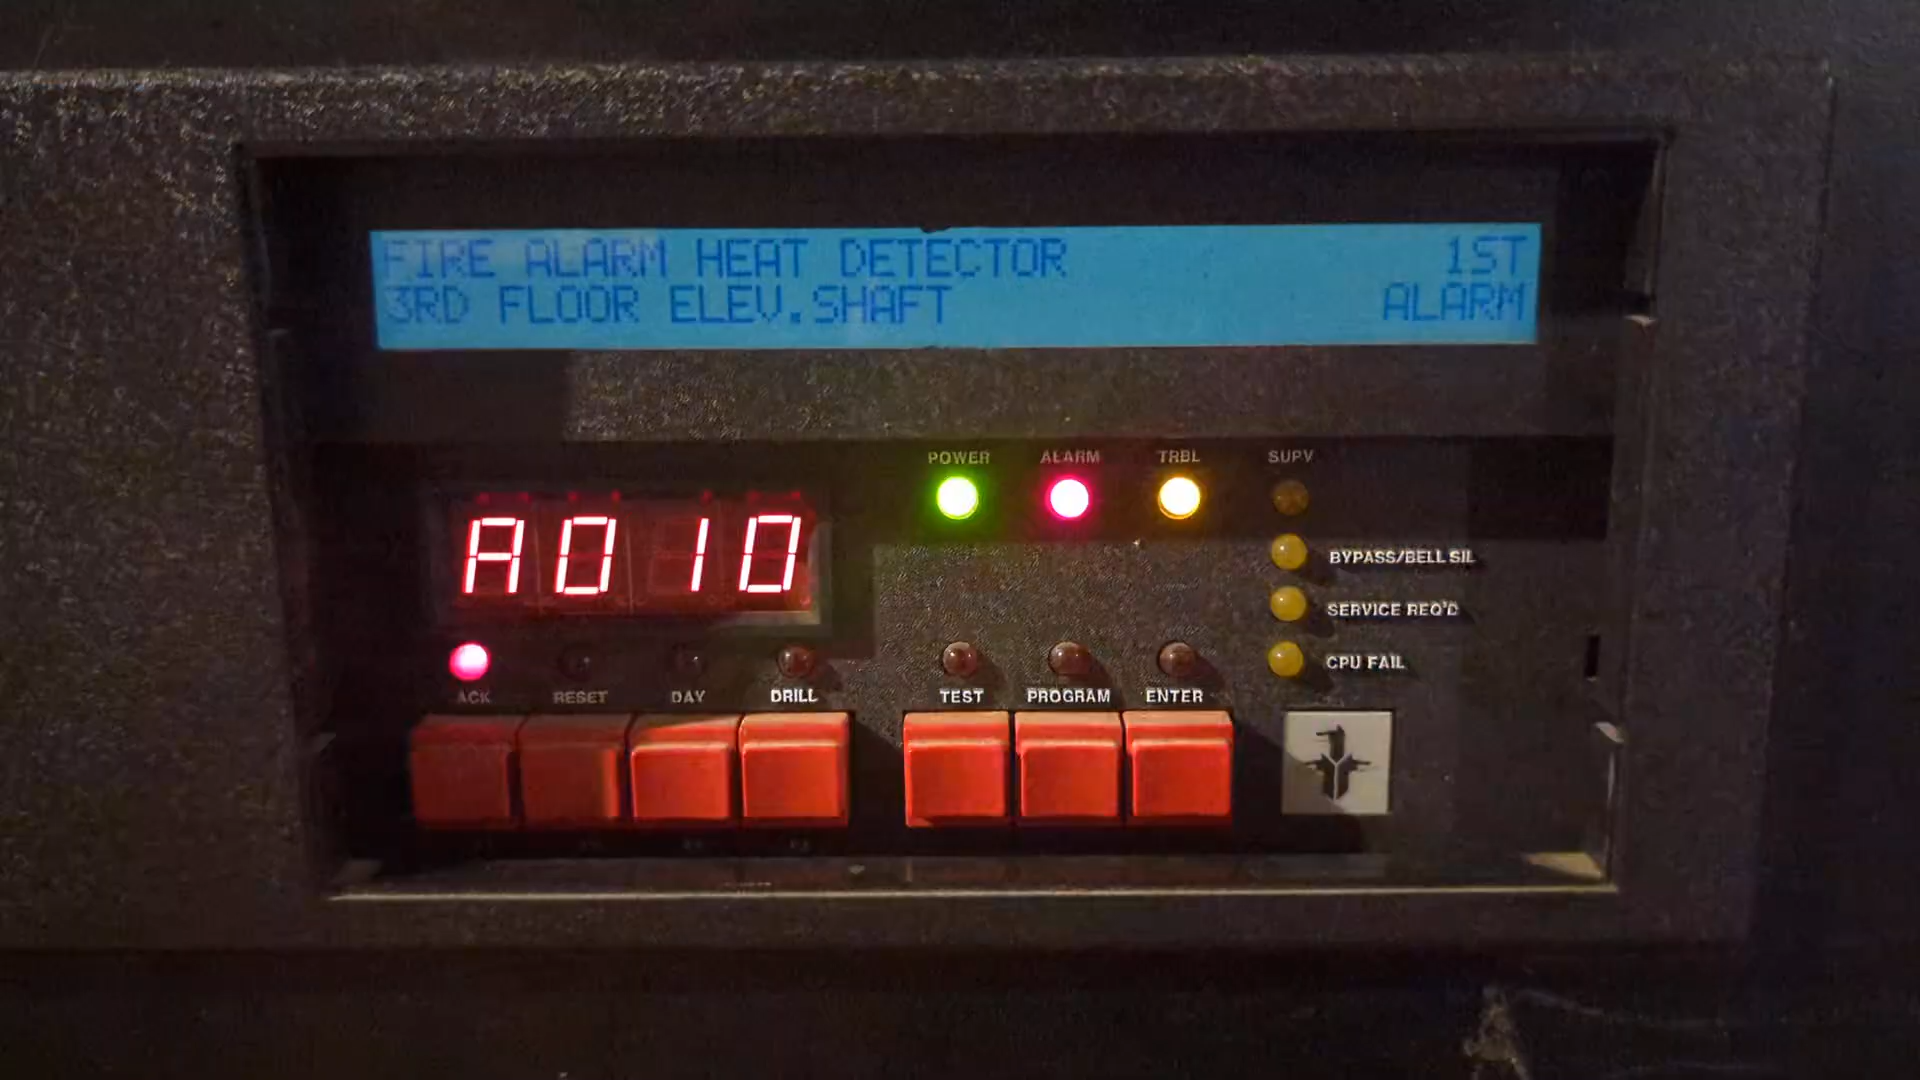 FIRE ALARM HEAT DETECTOR 1ST
3RD FLOOR ELEV.SHAFT ALARM
POWER ALARM TRBL SUPV
A010
BYPASS/BELL SIL
SERVICE REQ'D
CPU FAIL
ACK RESET DAY DRILL TEST PROGRAM ENTER